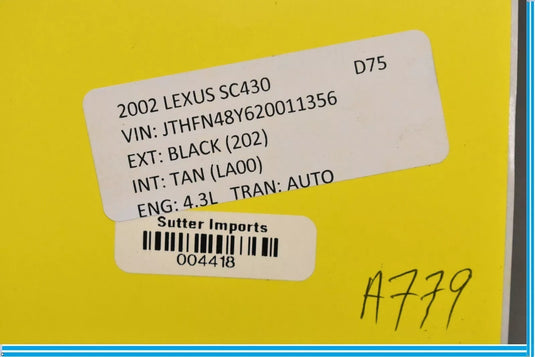 2002 LEXUS SC430 D75
VIN: JTHFN48Y620011356
EXT: BLACK (202)
INT: TAN (LA00)
ENG: 4.3L TRAN: AUTO
Sutter Imports
004418
A779